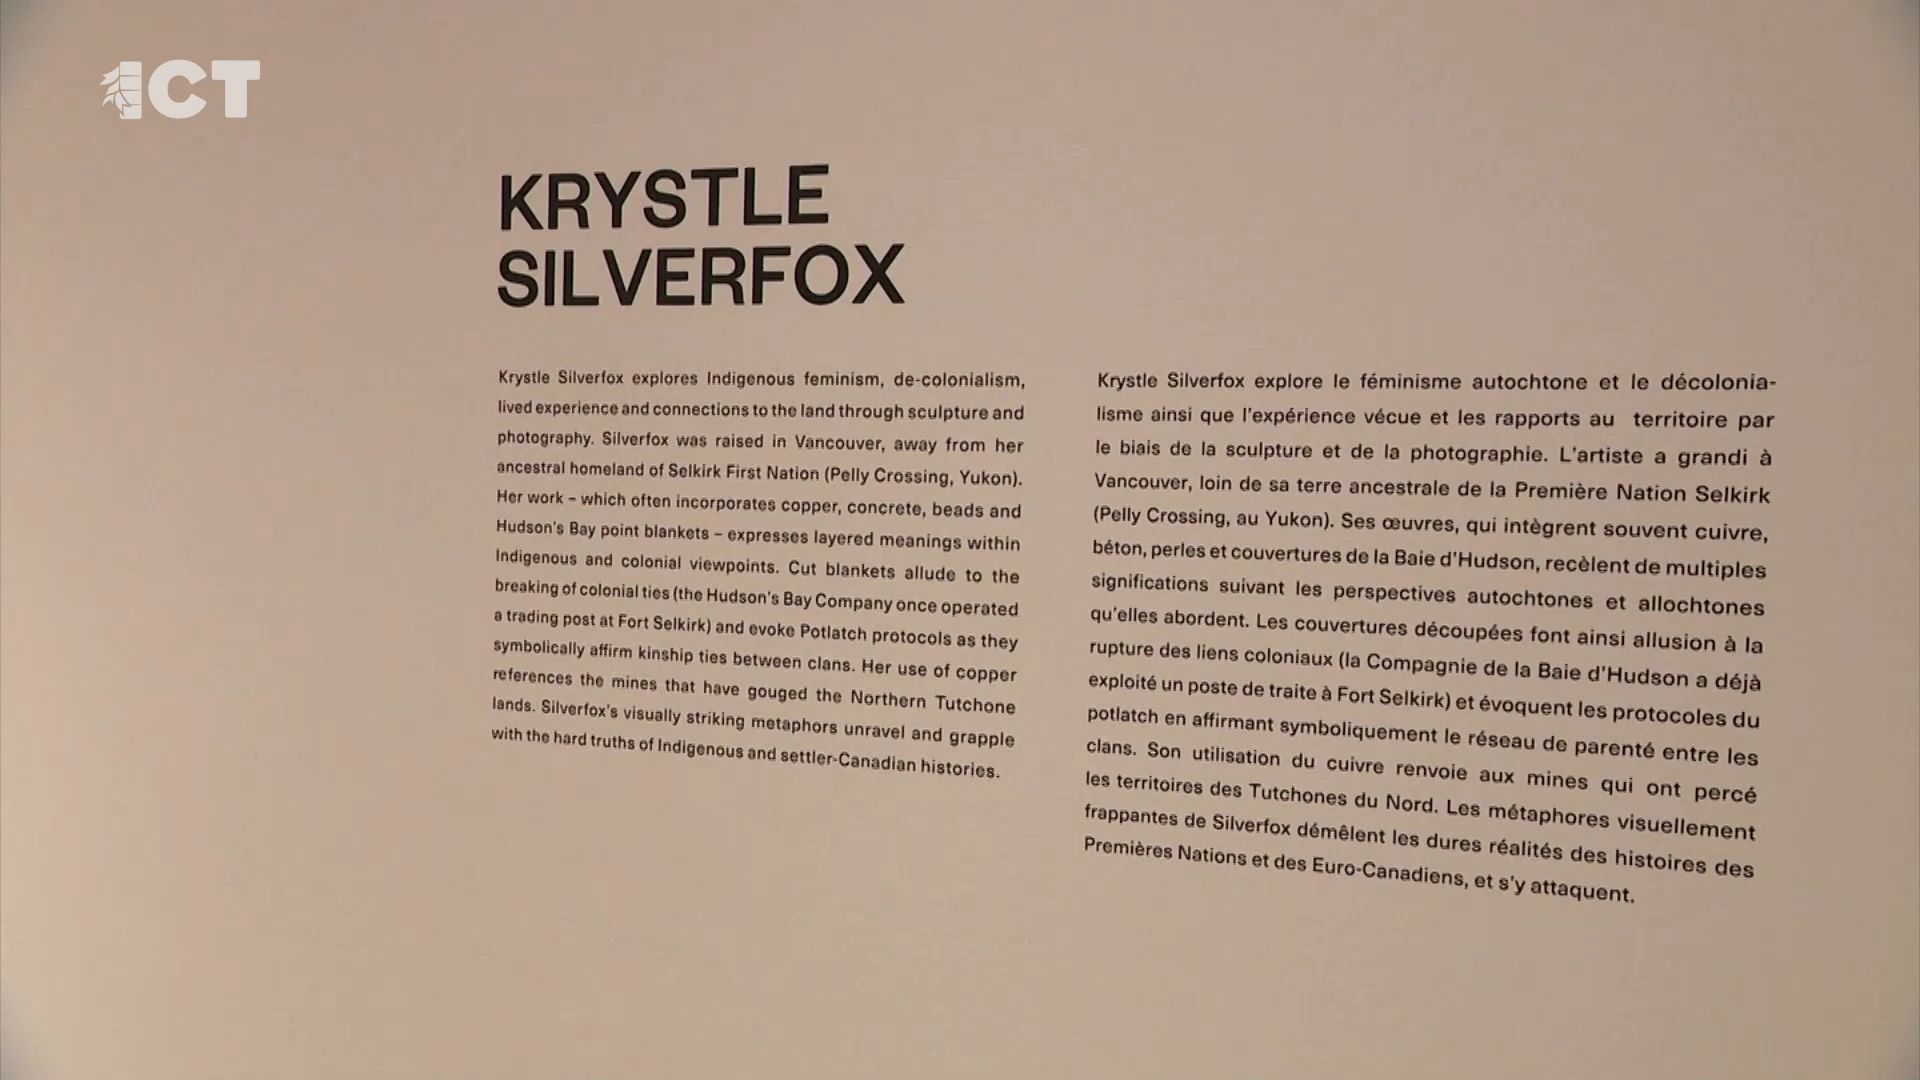 ICT
KRYSTLE
SILVERFOX
Krystle Silverfox explores Indigenous feminism, de-colonialism,
lived experience and connections to the land through sculpture and
photography. Silverfox was raised in Vancouver, away from her
ancestral homeland of Selkirk First Nation (Pelly Crossing, Yukon).
Her work – which often incorporates copper, concrete, beads and
Hudson's Bay point blankets – expresses layered meanings within
Indigenous and colonial viewpoints. Cut blankets allude to the
breaking of colonial ties (the Hudson's Bay Company once operated
a trading post at Fort Selkirk) and evoke Potlatch protocols as they
symbolically affirm kinship ties between clans. Her use of copper
references the mines that have gouged the Northern Tutchone
lands. Silverfox's visually striking metaphors unravel and grapple
with the hard truths of Indigenous and settler-Canadian histories.
Krystle Silverfox explore le féminisme autochtone et le décolonia-
lisme ainsi que l'expérience vécue et les rapports au territoire par
le biais de la sculpture et de la photographie. L'artiste a grandi à
Vancouver, loin de sa terre ancestrale de la Première Nation Selkirk
(Pelly Crossing, au Yukon). Ses œuvres, qui intègrent souvent cuivre,
béton, perles et couvertures de la Baie d'Hudson, recèlent de multiples
significations suivant les perspectives autochtones et allochtones
qu'elles abordent. Les couvertures découpées font ainsi allusion à la
rupture des liens coloniaux (la Compagnie de la Baie d'Hudson a déjà
exploité un poste de traite à Fort Selkirk) et évoquent les protocoles du
potlatch en affirmant symboliquement le réseau de parenté entre les
clans. Son utilisation du cuivre renvoie aux mines qui ont percé
les territoires des Tutchones du Nord. Les métaphores visuellement
frappantes de Silverfox démêlent les dures réalités des histoires des
Premières Nations et des Euro-Canadiens, et s'y attaquent.